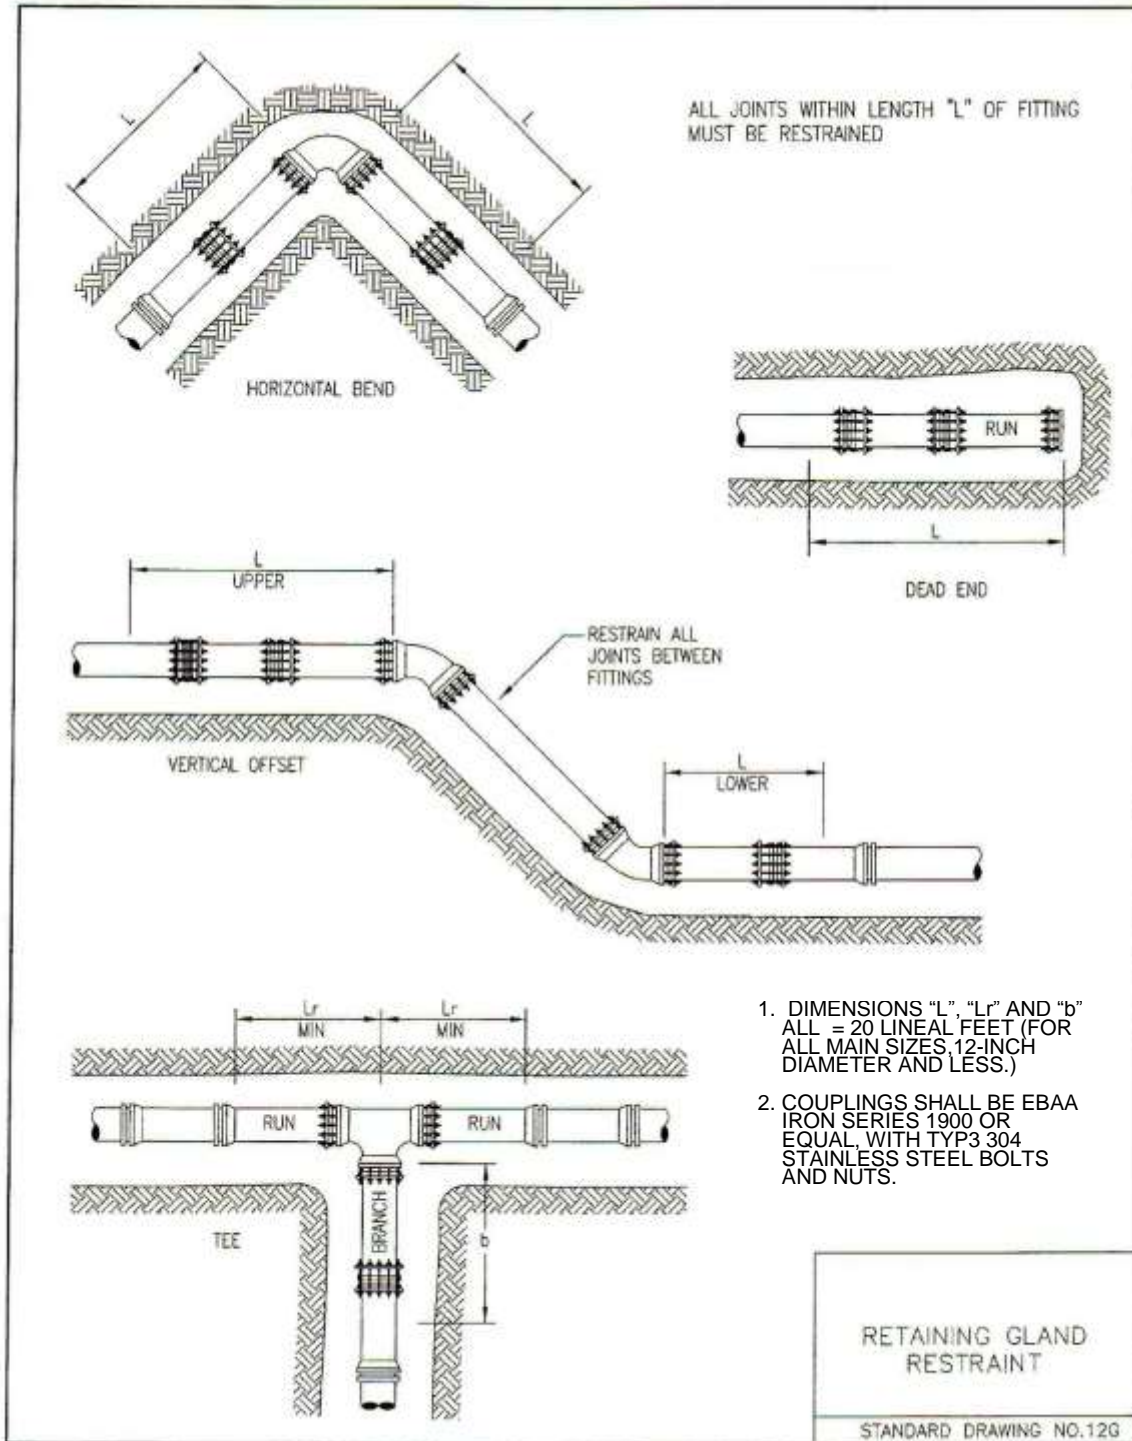 L
L
ALL JOINTS WITHIN LENGTH "L" OF FITTING
MUST BE RESTRAINED
HORIZONTAL BEND
RUN
L
DEAD END
L
UPPER
RESTRAIN ALL
JOINTS BETWEEN
FITTINGS
VERTICAL OFFSET
L
LOWER
Lr
MIN
Lr
MIN
RUN
RUN
BRANCH
b
TEE
1. DIMENSIONS “L”, “Lr” AND “b”
ALL = 20 LINEAL FEET (FOR
ALL MAIN SIZES,12-INCH
DIAMETER AND LESS.)
2. COUPLINGS SHALL BE EBAA
IRON SERIES 1900 OR
EQUAL, WITH TYP3 304
STAINLESS STEEL BOLTS
AND NUTS.
RETAINING GLAND
RESTRAINT
STANDARD DRAWING NO.12G